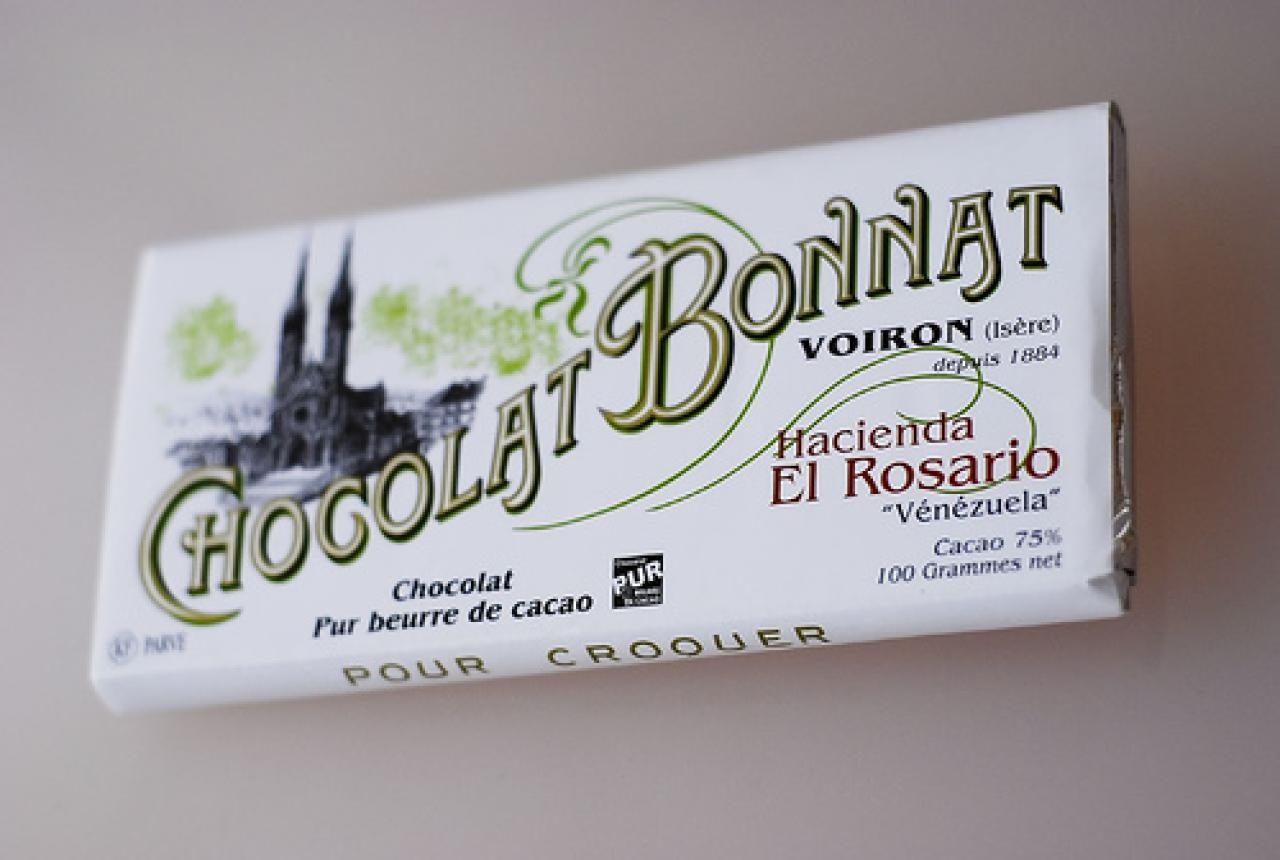 CHOCOLAT BONNAT
VOIRON (Isère)
depuis 1884
Hacienda
El Rosario
"Vénézuela"
Cacao 75%
100 Grammes net
Chocolat
Pur beurre de cacao
PUR
PARVE
POUR CROQUER